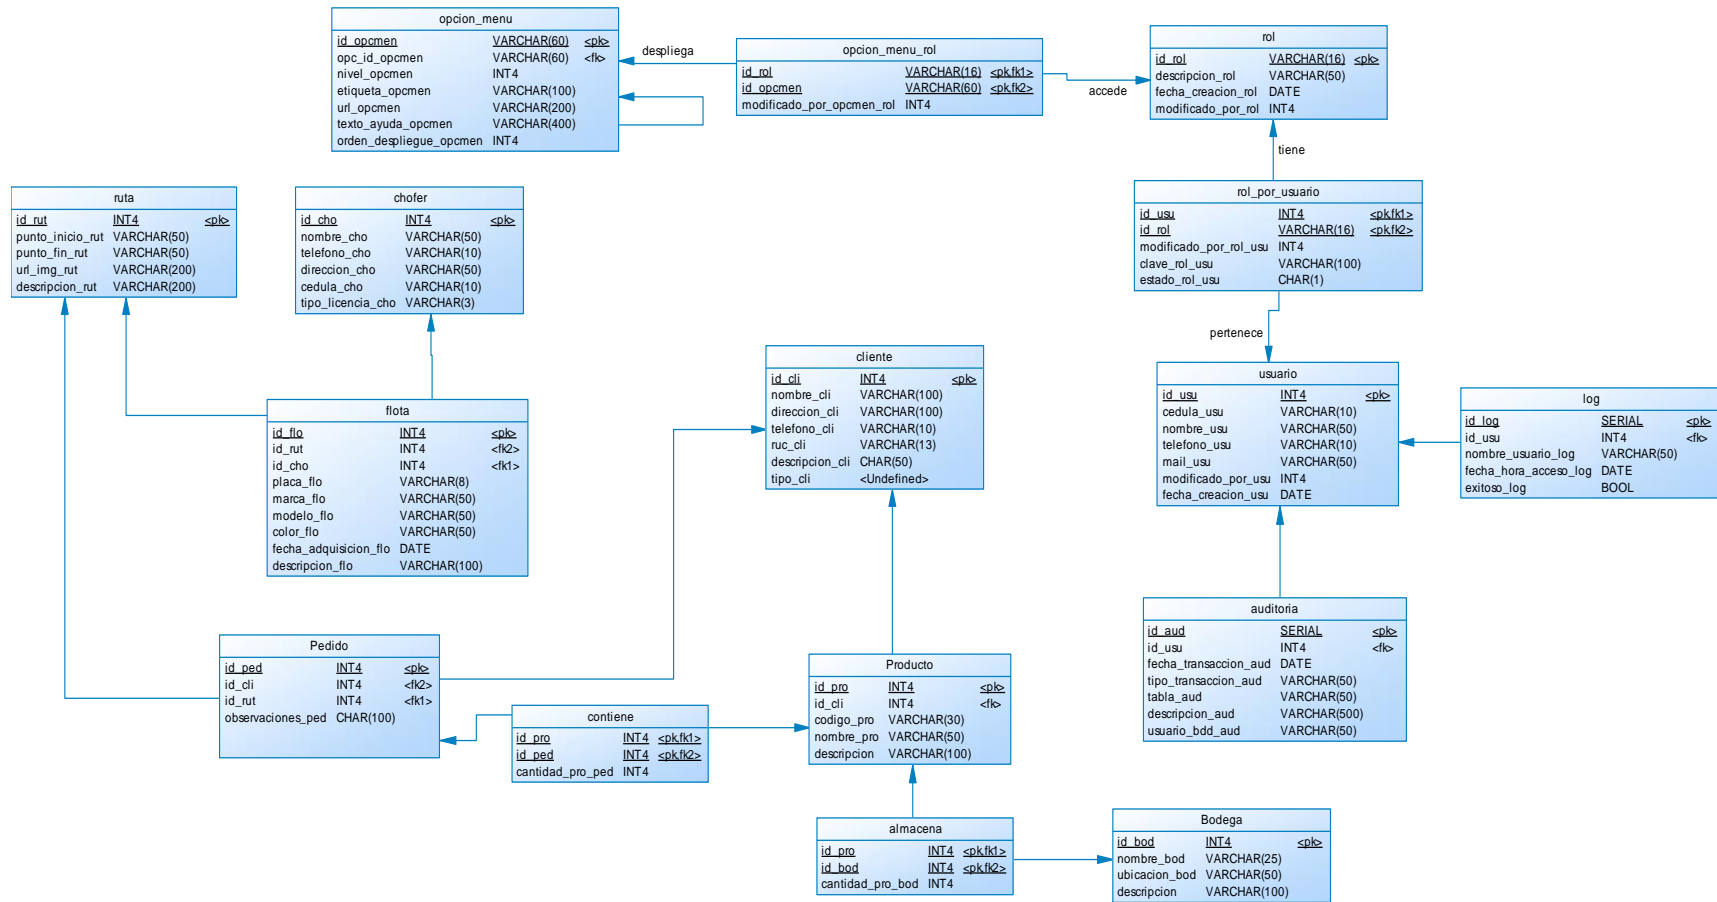 opcion_menu
id_opcmen VARCHAR(60) <pk>
opc_id_opcmen VARCHAR(60) <fk>
nivel_opcmen INT4
etiqueta_opcmen VARCHAR(100)
url_opcmen VARCHAR(200)
texto_ayuda_opcmen VARCHAR(400)
orden_despliegue_opcmen INT4
despliega
opcion_menu_rol
id_rol VARCHAR(16) <pk,fk1>
id_opcmen VARCHAR(60) <pk,fk2>
modificado_por_opcmen_rol INT4
accede
rol
id_rol VARCHAR(16) <pk>
descripcion_rol VARCHAR(50)
fecha_creacion_rol DATE
modificado_por_rol INT4
tiene
ruta
id_rut INT4 <pk>
punto_inicio_rut VARCHAR(50)
punto_fin_rut VARCHAR(50)
url_img_rut VARCHAR(200)
descripcion_rut VARCHAR(200)
chofer
id_cho INT4 <pk>
nombre_cho VARCHAR(50)
telefono_cho VARCHAR(10)
direccion_cho VARCHAR(50)
cedula_cho VARCHAR(10)
tipo_licencia_cho VARCHAR(3)
rol_por_usuario
id_usu INT4 <pk,fk1>
id_rol VARCHAR(16) <pk,fk2>
modificado_por_rol_usu INT4
clave_rol_usu VARCHAR(100)
estado_rol_usu CHAR(1)
pertenece
cliente
id_cli INT4 <pk>
nombre_cli VARCHAR(100)
direccion_cli VARCHAR(100)
telefono_cli VARCHAR(10)
ruc_cli VARCHAR(13)
descripcion_cli CHAR(50)
tipo_cli <Undefined>
usuario
id_usu INT4 <pk>
cedula_usu VARCHAR(10)
nombre_usu VARCHAR(50)
telefono_usu VARCHAR(10)
mail_usu VARCHAR(50)
modificado_por_usu INT4
fecha_creacion_usu DATE
log
id_log SERIAL <pk>
id_usu INT4 <fk>
nombre_usuario_log VARCHAR(50)
fecha_hora_acceso_log DATE
exitoso_log BOOL
flota
id_flo INT4 <pk>
id_rut INT4 <fk2>
id_cho INT4 <fk1>
placa_flo VARCHAR(8)
marca_flo VARCHAR(50)
modelo_flo VARCHAR(50)
color_flo VARCHAR(50)
fecha_adquisicion_flo DATE
descripcion_flo VARCHAR(100)
auditoria
id_aud SERIAL <pk>
id_usu INT4 <fk>
fecha_transaccion_aud DATE
tipo_transaccion_aud VARCHAR(50)
tabla_aud VARCHAR(50)
descripcion_aud VARCHAR(500)
usuario_bdd_aud VARCHAR(50)
Pedido
id_ped INT4 <pk>
id_cli INT4 <fk2>
id_rut INT4 <fk1>
observaciones_ped CHAR(100)
Producto
id_pro INT4 <pk>
id_cli INT4 <fk>
codigo_pro VARCHAR(30)
nombre_pro VARCHAR(50)
descripcion VARCHAR(100)
contiene
id_pro INT4 <pk,fk1>
id_ped INT4 <pk,fk2>
cantidad_pro_ped INT4
almacena
id_pro INT4 <pk,fk1>
id_bod INT4 <pk,fk2>
cantidad_pro_bod INT4
Bodega
id_bod INT4 <pk>
nombre_bod VARCHAR(25)
ubicacion_bod VARCHAR(50)
descripcion VARCHAR(100)